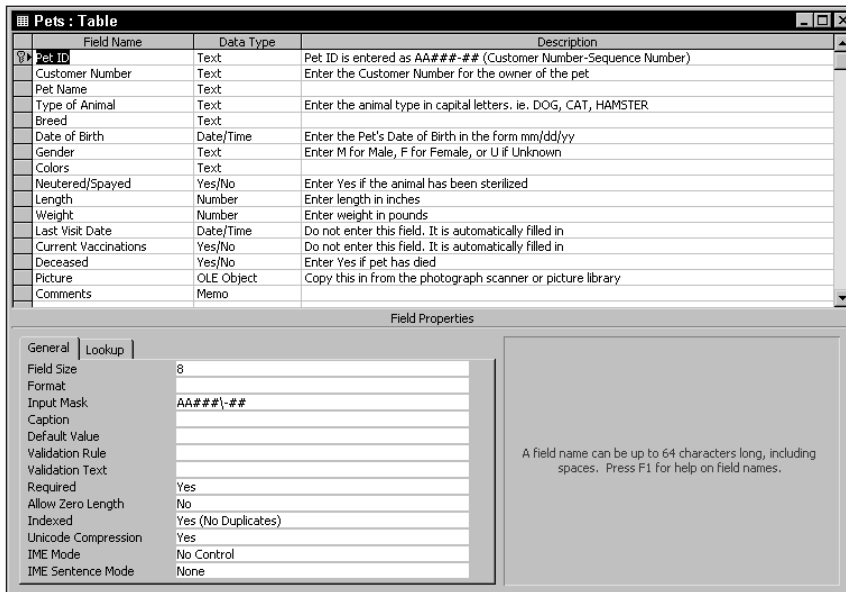 Pets : Table
Field Name Data Type Description
Pet ID Text Pet ID is entered as AA###-## (Customer Number-Sequence Number)
Customer Number Text Enter the Customer Number for the owner of the pet
Pet Name Text
Type of Animal Text Enter the animal type in capital letters. ie. DOG, CAT, HAMSTER
Breed Text
Date of Birth Date/Time Enter the Pet's Date of Birth in the form mm/dd/yy
Gender Text Enter M for Male, F for Female, or U if Unknown
Colors Text
Neutered/Spayed Yes/No Enter Yes if the animal has been sterilized
Length Number Enter length in inches
Weight Number Enter weight in pounds
Last Visit Date Date/Time Do not enter this field. It is automatically filled in
Current Vaccinations Yes/No Do not enter this field. It is automatically filled in
Deceased Yes/No Enter Yes if pet has died
Picture OLE Object Copy this in from the photograph scanner or picture library
Comments Memo
Field Properties
General Lookup
Field Size 8
Format
Input Mask AA###\-##
Caption
Default Value
Validation Rule
Validation Text
Required Yes
Allow Zero Length No
Indexed Yes (No Duplicates)
Unicode Compression Yes
IME Mode No Control
IME Sentence Mode None
A field name can be up to 64 characters long, including
spaces. Press F1 for help on field names.